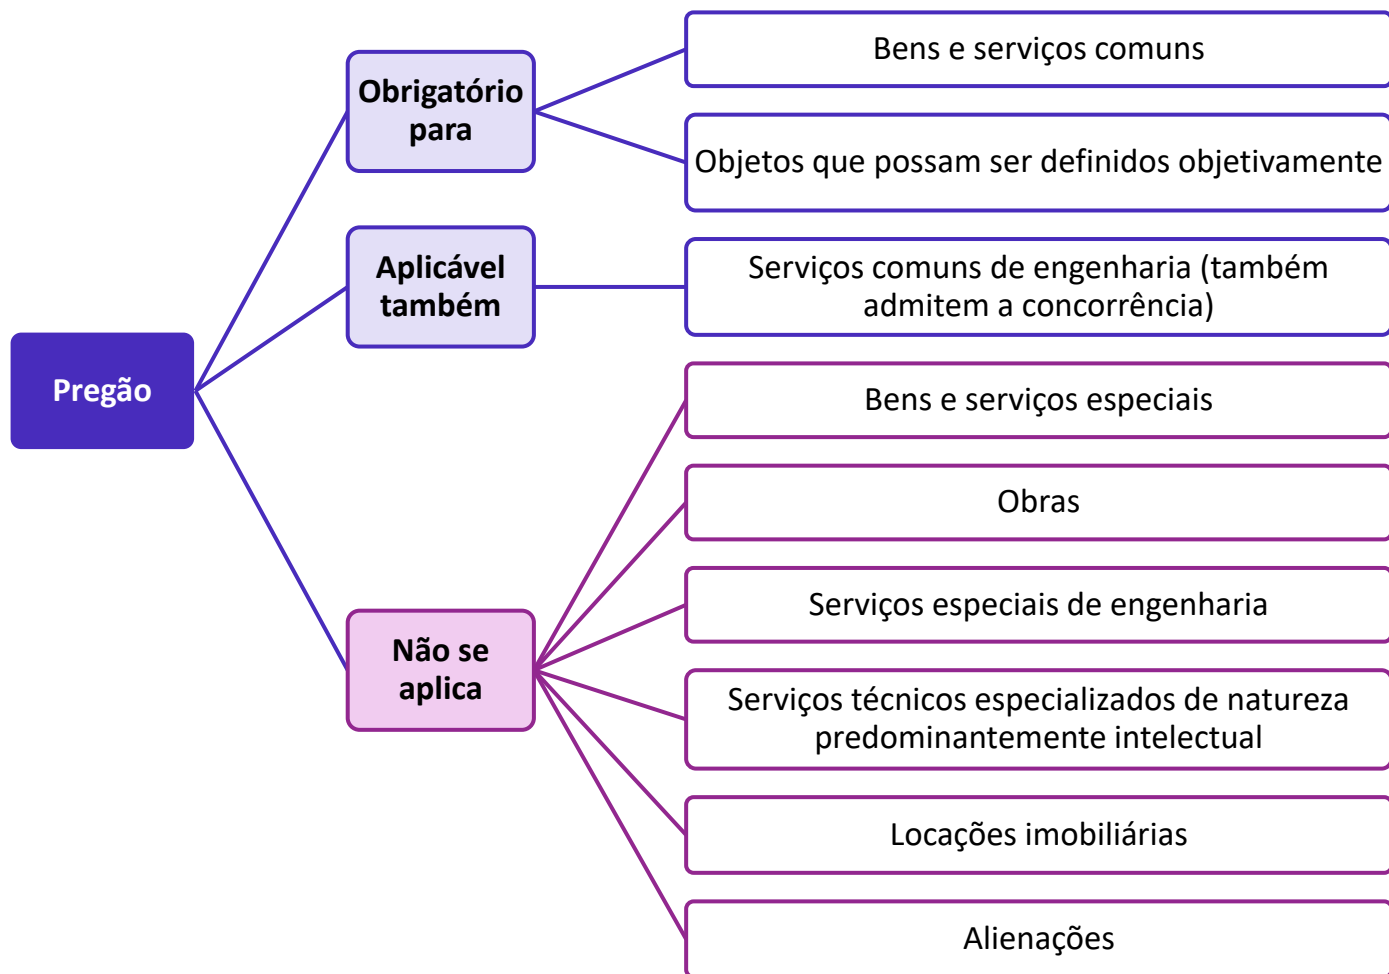 Pregão
Obrigatório
para
Bens e serviços comuns
Objetos que possam ser definidos objetivamente
Aplicável
também
Serviços comuns de engenharia (também
admitem a concorrência)
Não se
aplica
Bens e serviços especiais
Obras
Serviços especiais de engenharia
Serviços técnicos especializados de natureza
predominantemente intelectual
Locações imobiliárias
Alienações